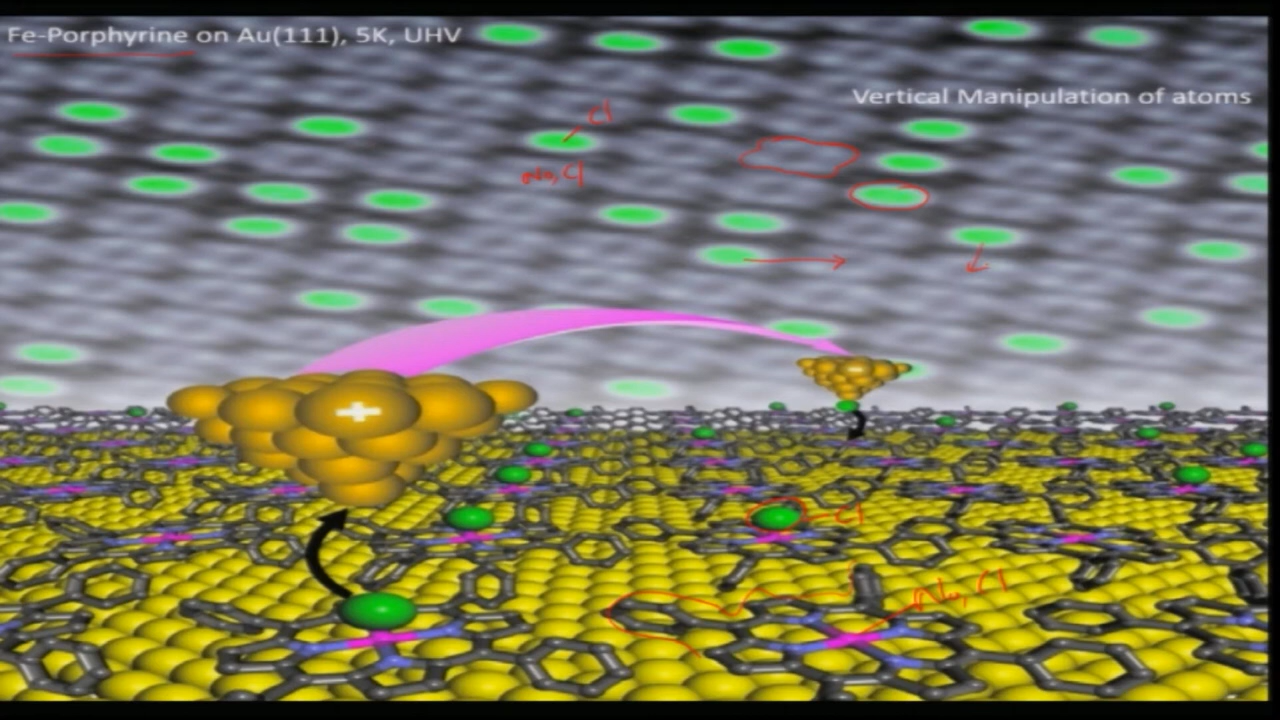 Fe-Porphyrine on Au(111), 5K, UHV
Vertical Manipulation of atoms
Cl
No, Cl
+
Cl
No, Cl